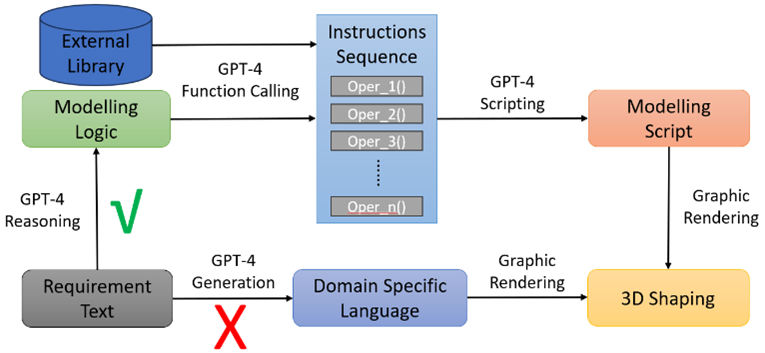 External
Library
GPT-4
Function Calling
Instructions
Sequence
Oper_1()
Oper_2()
Oper_3()
Oper_n()
GPT-4
Scripting
Modelling
Logic
Modelling
Script
GPT-4
Reasoning
√
Graphic
Rendering
Requirement
Text
GPT-4
Generation
X
Domain Specific
Language
Graphic
Rendering
3D Shaping